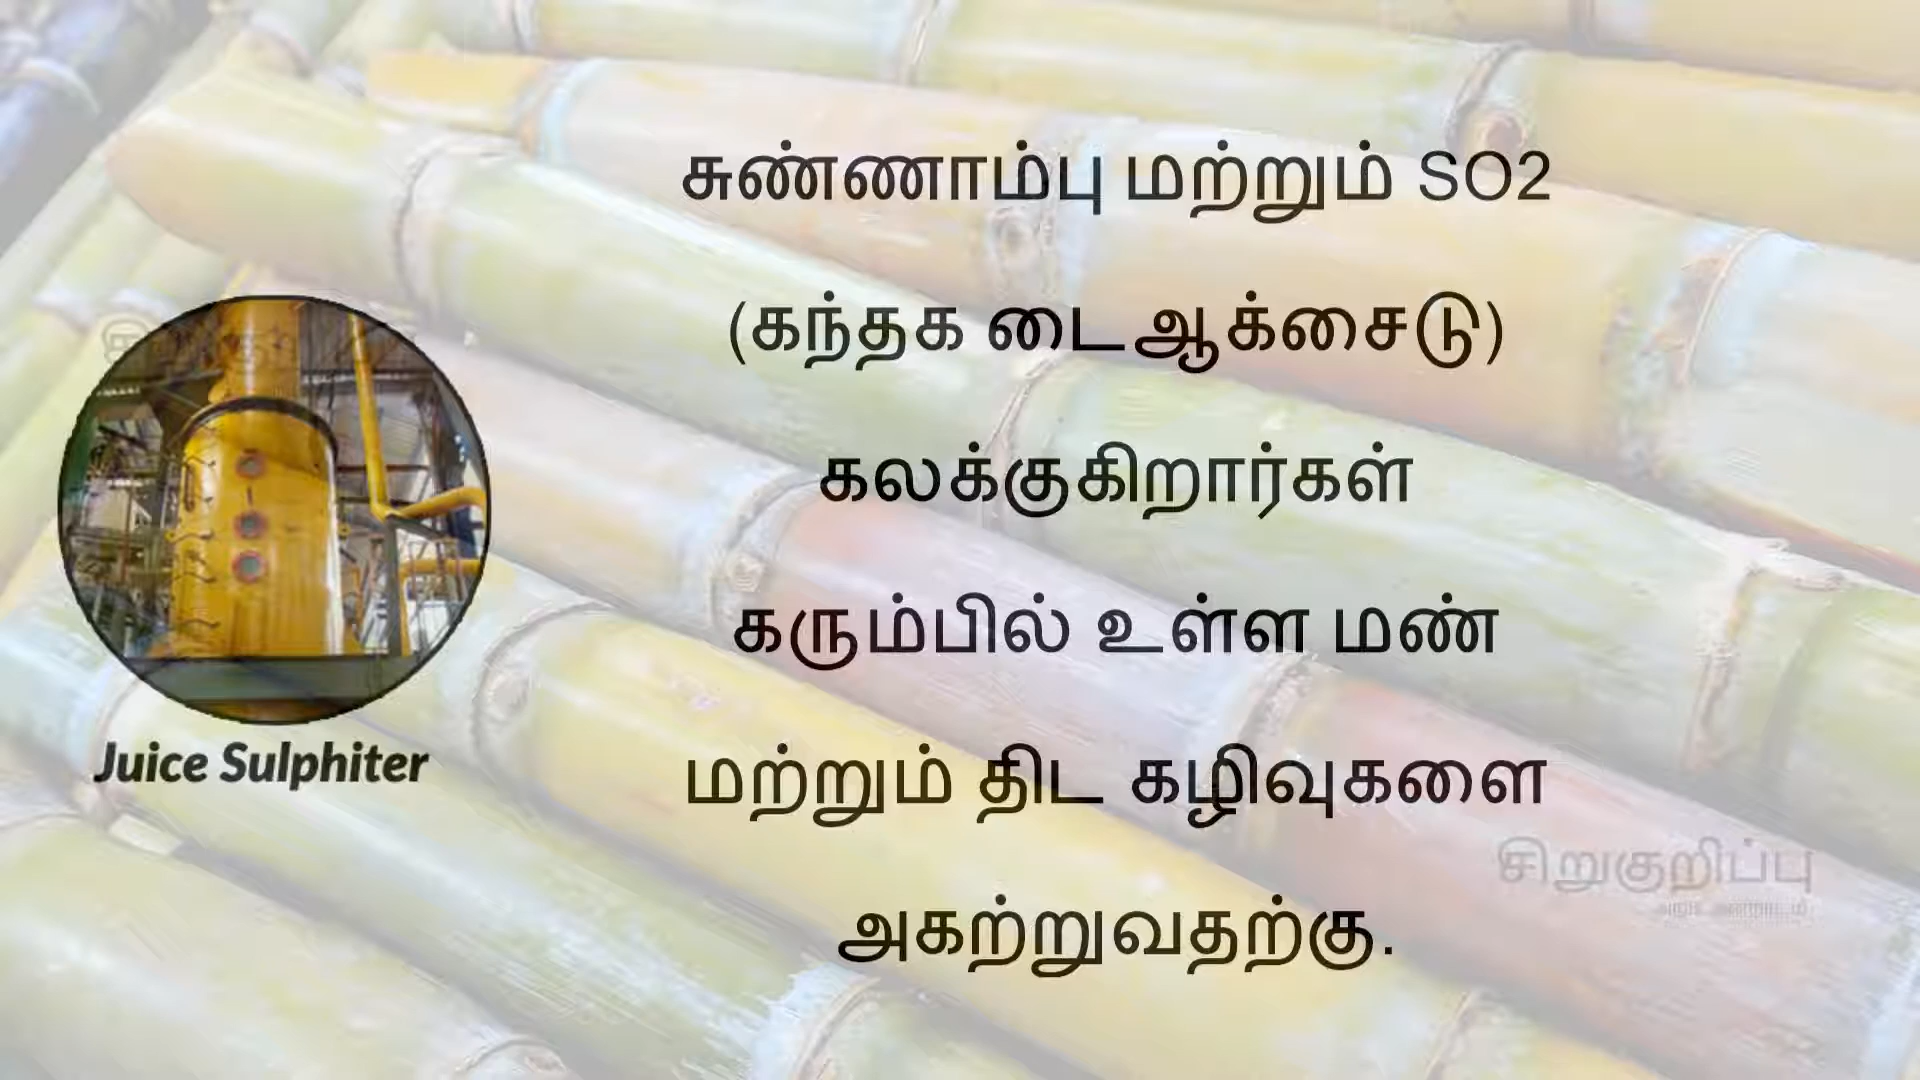 சுண்ணாம்பு மற்றும் SO2
(கந்தக டைஆக்சைடு)
கலக்குகிறார்கள்
கரும்பில் உள்ள மண்
மற்றும் திட கழிவுகளை
அகற்றுவதற்கு.
Juice Sulphiter
சிறுகுறிப்பு